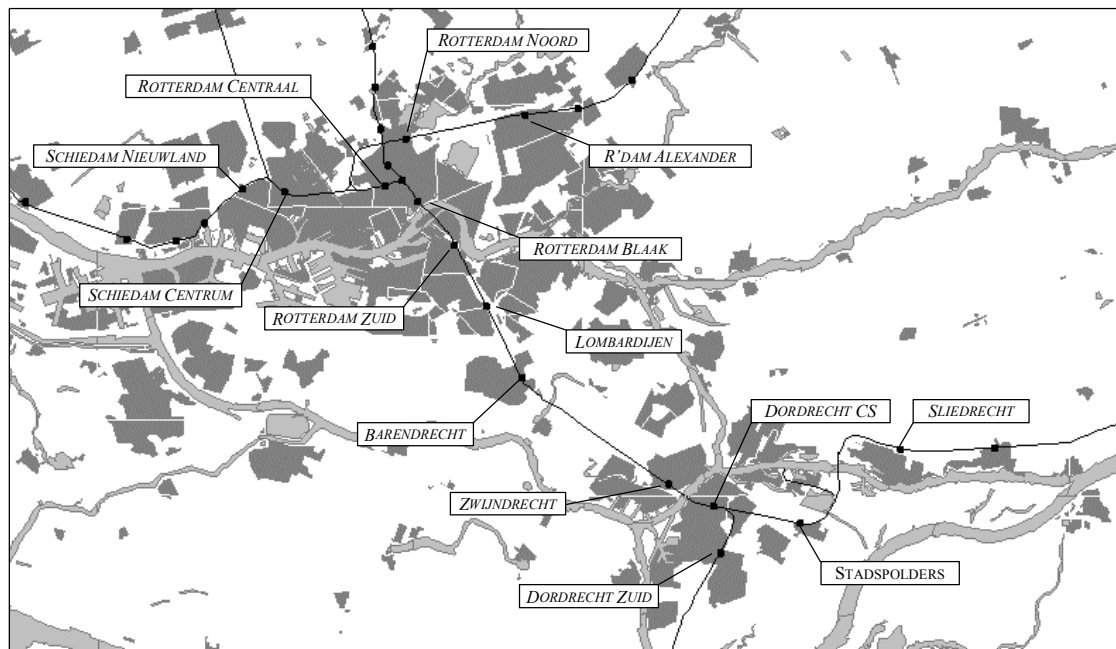 ROTTERDAM NOORD
ROTTERDAM CENTRAAL
SCHIEDAM NIEUWLAND
R'DAM ALEXANDER
ROTTERDAM BLAAK
SCHIEDAM CENTRUM
ROTTERDAM ZUID
LOMBARDIJEN
DORDRECHT CS
SLIEDRECHT
BARENDRECHT
ZWIJNDRECHT
STADSPOLDERS
DORDRECHT ZUID